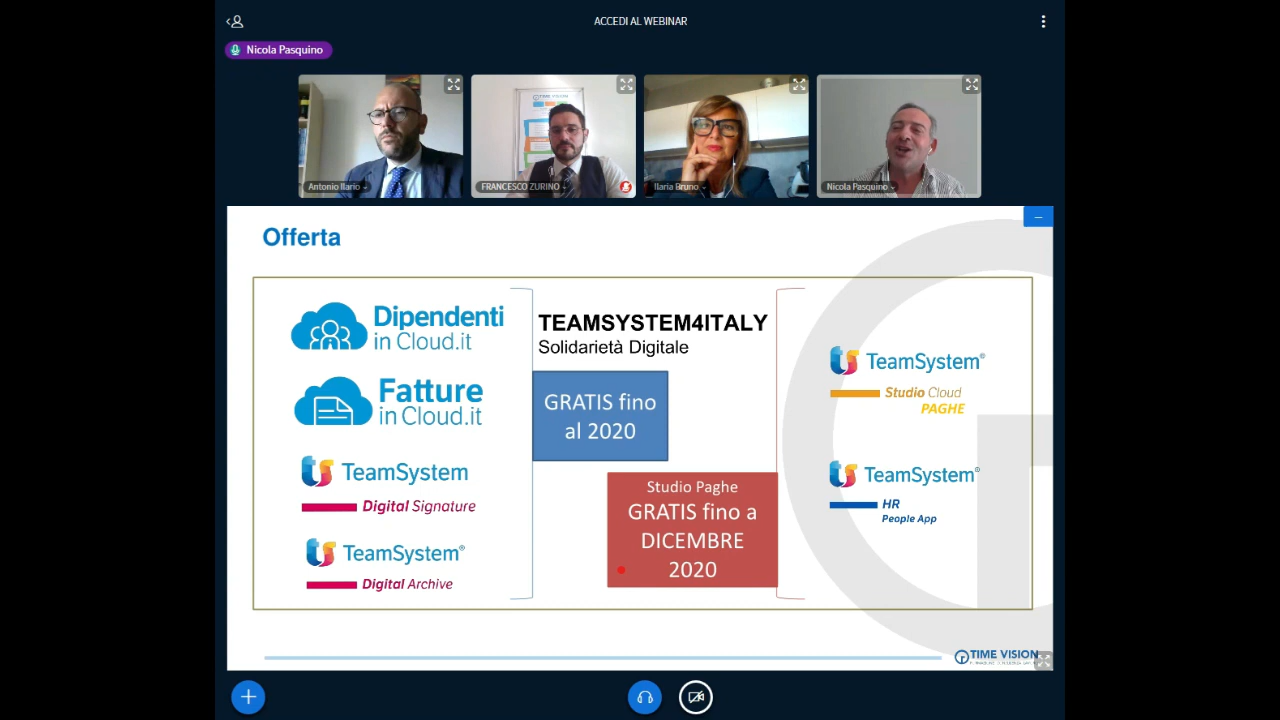 ACCEDI AL WEBINAR
Nicola Pasquino
TIME VISION
Antonio Ilario
FRANCESCO ZURINO
Ilaria Bruno
Nicola Pasquino
Offerta
Dipendenti
in Cloud.it
Fatture
in Cloud.it
TeamSystem
Digital Signature
TeamSystem®
Digital Archive
TEAMSYSTEM4ITALY
Solidarietà Digitale
GRATIS fino
al 2020
Studio Paghe
GRATIS fino a
DICEMBRE
2020
TeamSystem®
Studio Cloud
PAGHE
TeamSystem®
HR
People App
TIME VISION